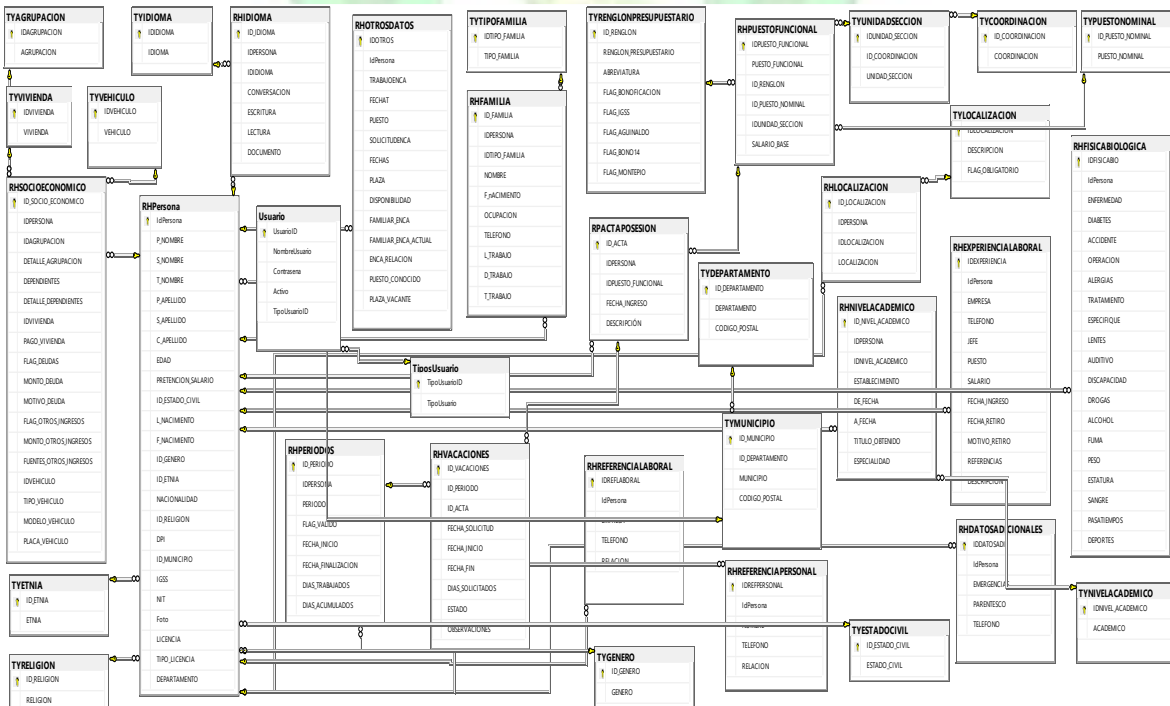 TYAGRUPACION
IDAGRUPACION
AGRUPACION
TYIDIOMA
IDIDIOMA
IDIOMA
RHIDIOMA
ID_IDIOMA
IDPERSONA
IDIDIOMA
CONVERSACION
ESCRITURA
LECTURA
DOCUMENTO
RHOTROSDATOS
IDOTROS
IdPersona
TRABAJOENCA
FECHAT
PUESTO
SOLICITUDENCA
FECHAS
PLAZA
DISPONIBILIDAD
FAMILIAR_ENCA
FAMILIAR_ENCA_ACTUAL
ENCA_RELACION
PUESTO_CONOCIDO
PLAZA_VACANTE
TYTIPOFAMILIA
IDTIPO_FAMILIA
TIPO_FAMILIA
RHFAMILIA
ID_FAMILIA
IDPERSONA
IDTIPO_FAMILIA
NOMBRE
F_nACIMIENTO
OCUPACION
TELEFONO
L_TRABAJO
D_TRABAJO
T_TRABAJO
TYRENGLONPRESUPUESTARIO
ID_RENGLON
RENGLON_PRESUPUESTARIO
ABREVIATURA
FLAG_BONOFICACION
FLAG_IGSS
FLAG_AGUINALDO
FLAG_BONO14
FLAG_MONTEPIO
RHPUESTOFUNCIONAL
IDPUESTO_FUNCIONAL
PUESTO_FUNCIONAL
ID_RENGLON
ID_PUESTO_NOMINAL
IDUNIDAD_SECCION
SALARIO_BASE
TYUNIDADSECCION
IDUNIDAD_SECCION
ID_COORDINACION
UNIDAD_SECCION
TYCOORDINACION
ID_COORDINACION
COORDINACION
TYPUESTONOMINAL
ID_PUESTO_NOMINAL
PUESTO_NOMINAL
TYVIVIENDA
IDVIVIENDA
VIVIENDA
TYVEHICULO
IDVEHICULO
VEHICULO
TYLOCALIZACION
IDLOCALIZACION
DESCRIPCION
FLAG_OBLIGATORIO
RHFISICABIOLOGICA
IDFISICABIO
IdPersona
ENFERMEDAD
DIABETES
ACCIDENTE
OPERACION
ALERGIAS
TRATAMIENTO
ESPECIFIQUE
LENTES
AUDITIVO
DISCAPACIDAD
DROGAS
ALCOHOL
FUMA
PESO
ESTATURA
SANGRE
PASATIEMPOS
DEPORTES
RHSOCIOECONOMICO
ID_SOCIO_ECONOMICO
IDPERSONA
IDAGRUPACION
DETALLE_AGRUPACION
DEPENDIENTES
DETALLE_DEPENDIENTES
IDVIVIENDA
PAGO_VIVIENDA
FLAG_DEUDAS
MONTO_DEUDA
MOTIVO_DEUDA
FLAG_OTROS_INGRESOS
MONTO_OTROS_INGRESOS
FUENTES_OTROS_INGRESOS
IDVEHICULO
TIPO_VEHICULO
MODELO_VEHICULO
PLACA_VEHICULO
RHPersona
IdPersona
P_NOMBRE
S_NOMBRE
T_NOMBRE
P_APELLIDO
S_APELLIDO
C_APELLIDO
EDAD
PRETENCION_SALARIO
ID_ESTADO_CIVIL
L_NACIMIENTO
F_NACIMIENTO
ID_GENERO
ID_ETNIA
NACIONALIDAD
ID_RELIGION
DPI
ID_MUNICIPIO
IGSS
NIT
Foto
LICENCIA
TIPO_LICENCIA
DEPARTAMENTO
Usuario
UsuarioID
NombreUsuario
Contrasena
Activo
TipoUsuarioID
RPACTAPOSESION
ID_ACTA
IDPERSONA
IDPUESTO_FUNCIONAL
FECHA_INGRESO
DESCRIPCIÓN
RHLOCALIZACION
ID_LOCALIZACION
IDPERSONA
IDLOCALIZACION
LOCALIZACION
TYDEPARTAMENTO
ID_DEPARTAMENTO
DEPARTAMENTO
CODIGO_POSTAL
RHEXPERIENCIALABORAL
IDEXPERIENCIA
IdPersona
EMPRESA
TELEFONO
JEFE
PUESTO
SALARIO
FECHA_INGRESO
FECHA_RETIRO
MOTIVO_RETIRO
REFERENCIAS
DESCRIPCION
RHNIVELACADEMICO
ID_NIVEL_ACADEMICO
IDPERSONA
IDNIVEL_ACADEMICO
ESTABLECIMIENTO
DE_FECHA
A_FECHA
TITULO_OBTENIDO
ESPECIALIDAD
TiposUsuario
TipoUsuarioID
TipoUsuario
TYMUNICIPIO
ID_MUNICIPIO
ID_DEPARTAMENTO
MUNICIPIO
CODIGO_POSTAL
RHPERIODOS
ID_PERIODO
IDPERSONA
PERIODO
FLAG_VALIDO
FECHA_INICIO
FECHA_FINALIZACION
DIAS_TRABAJADOS
DIAS_ACUMULADOS
RHVACACIONES
ID_VACACIONES
ID_PERIODO
ID_ACTA
FECHA_SOLICITUD
FECHA_INICIO
FECHA_FIN
DIAS_SOLICITADOS
ESTADO
OBSERVACIONES
RHREFERENCIALABORAL
IDREFLABORAL
IdPersona
TELEFONO
RELACION
RHREFERENCIAPERSONAL
IDREFPERSONAL
IdPersona
TELEFONO
RELACION
RHDATOSADICIONALES
IdPersona
EMERGENCIAS
PARENTESCO
TELEFONO
TYNIVELACADEMICO
IDNIVEL_ACADEMICO
ACADEMICO
TYETNIA
ID_ETNIA
ETNIA
TYRELIGION
ID_RELIGION
RELIGION
TYGENERO
ID_GENERO
GENERO
TYESTADOCIVIL
ID_ESTADO_CIVIL
ESTADO_CIVIL